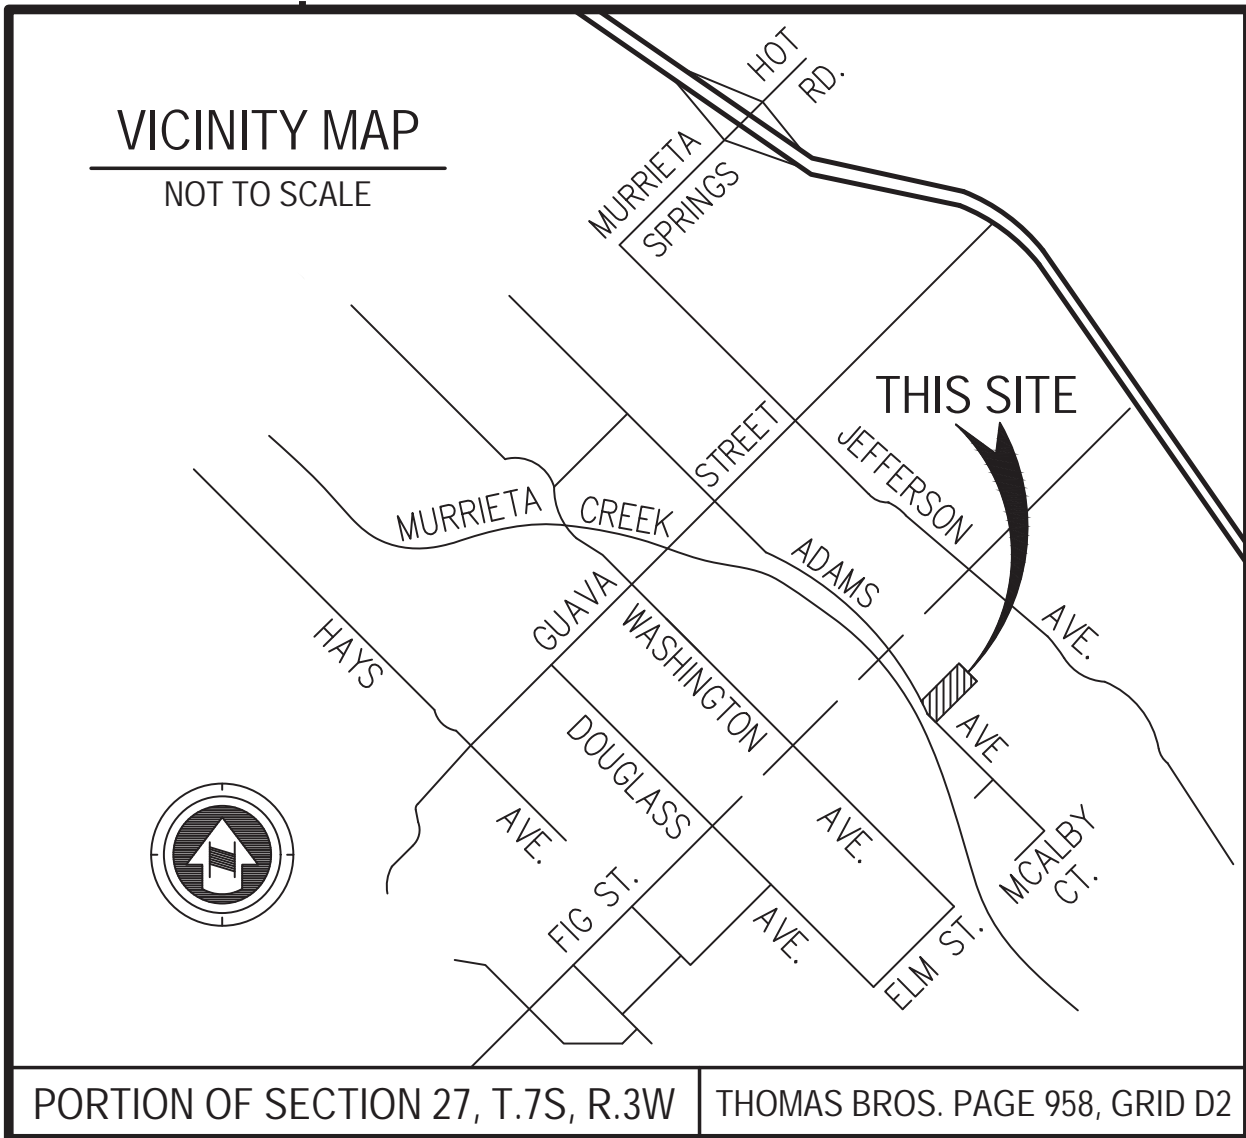 VICINITY MAP
NOT TO SCALE
HOT
RD.
MURRIETA
SPRINGS
THIS SITE
STREET
JEFFERSON
MURRIETA
CREEK
ADAMS
GUAVA
WASHINGTON
AVE.
HAYS
DOUGLASS
AVE
AVE.
AVE.
MCALBY
CT.
FIG ST.
AVE.
ELM ST.
PORTION OF SECTION 27, T.7S, R.3W
THOMAS BROS. PAGE 958, GRID D2